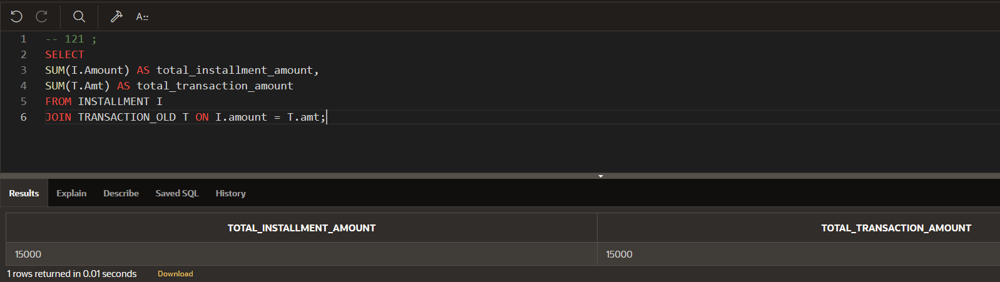 A::
1 -- 121 ;
2 SELECT
3 SUM(I.Amount) AS total_installment_amount,
4 SUM(T.Amt) AS total_transaction_amount
5 FROM INSTALLMENT I
6 JOIN TRANSACTION_OLD T ON I.amount = T.amt;
Results Explain Describe Saved SQL History
TOTAL_INSTALLMENT_AMOUNT TOTAL_TRANSACTION_AMOUNT
15000 15000
1 rows returned in 0.01 seconds Download